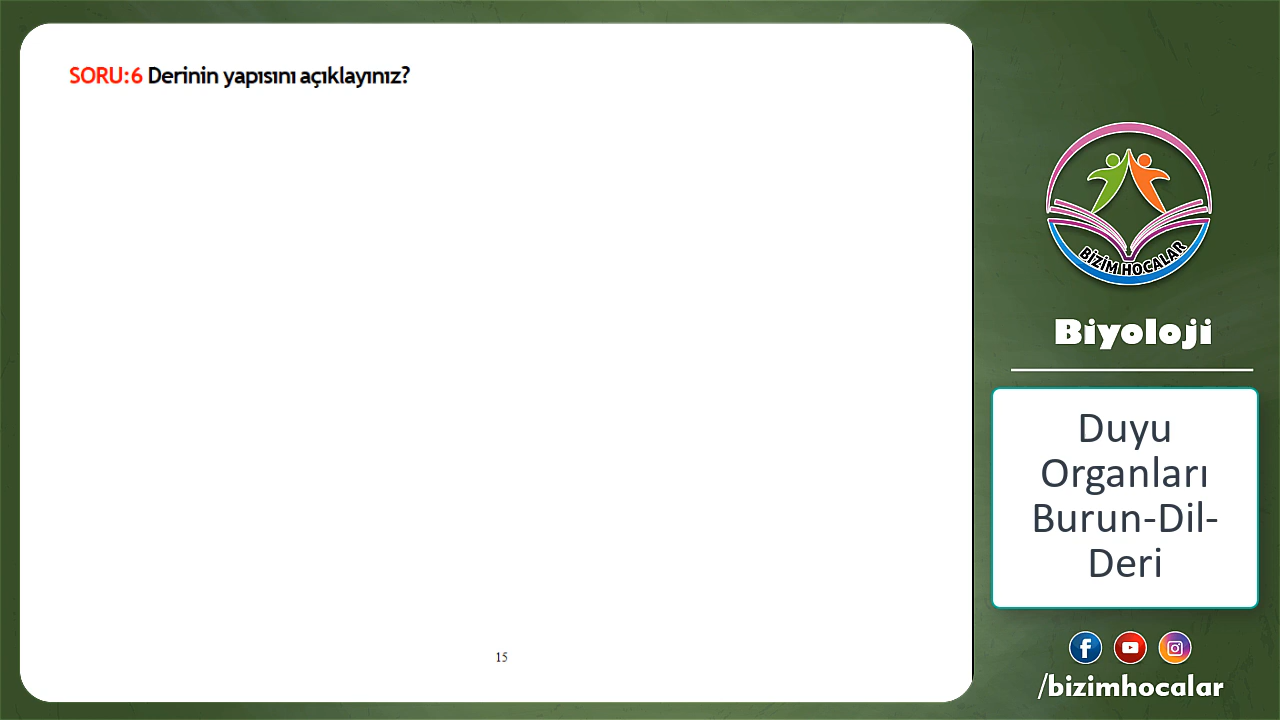 SORU:6 Derinin yapısını açıklayınız?
15
BİZİM HOCALAR
Biyoloji
Duyu
Organları
Burun-Dil-
Deri
/bizimhocalar